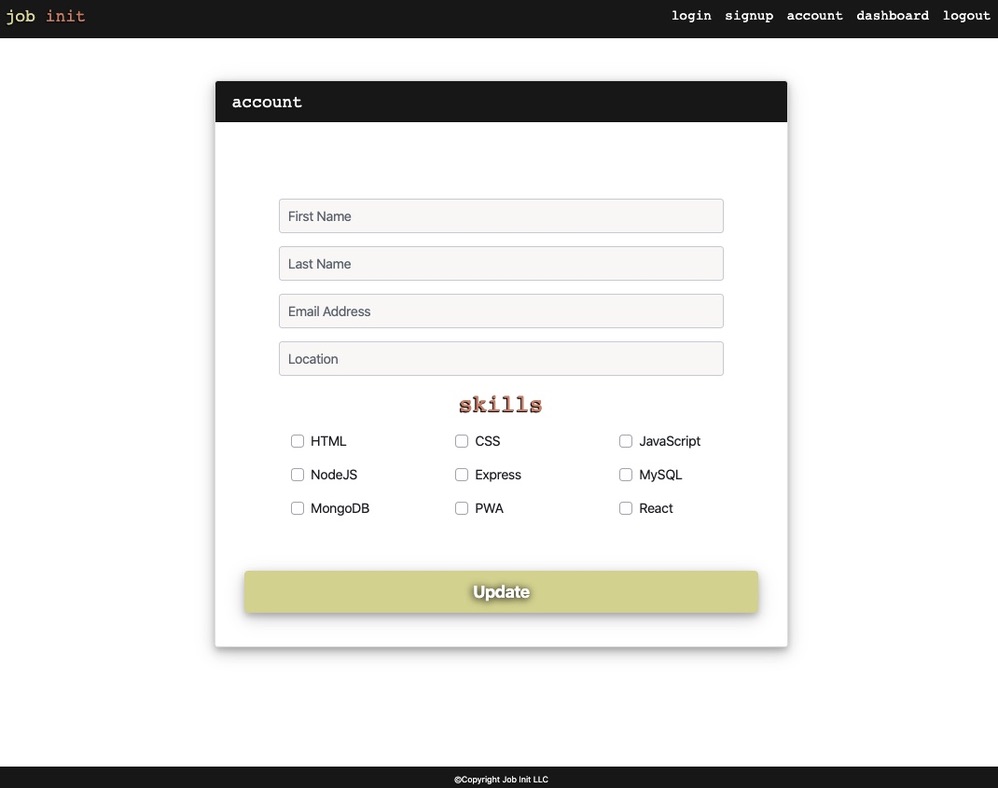 job init login signup account dashboard logout
account
First Name
Last Name
Email Address
Location
skills
HTML CSS JavaScript
NodeJS Express MySQL
MongoDB PWA React
Update
©Copyright Job Init LLC